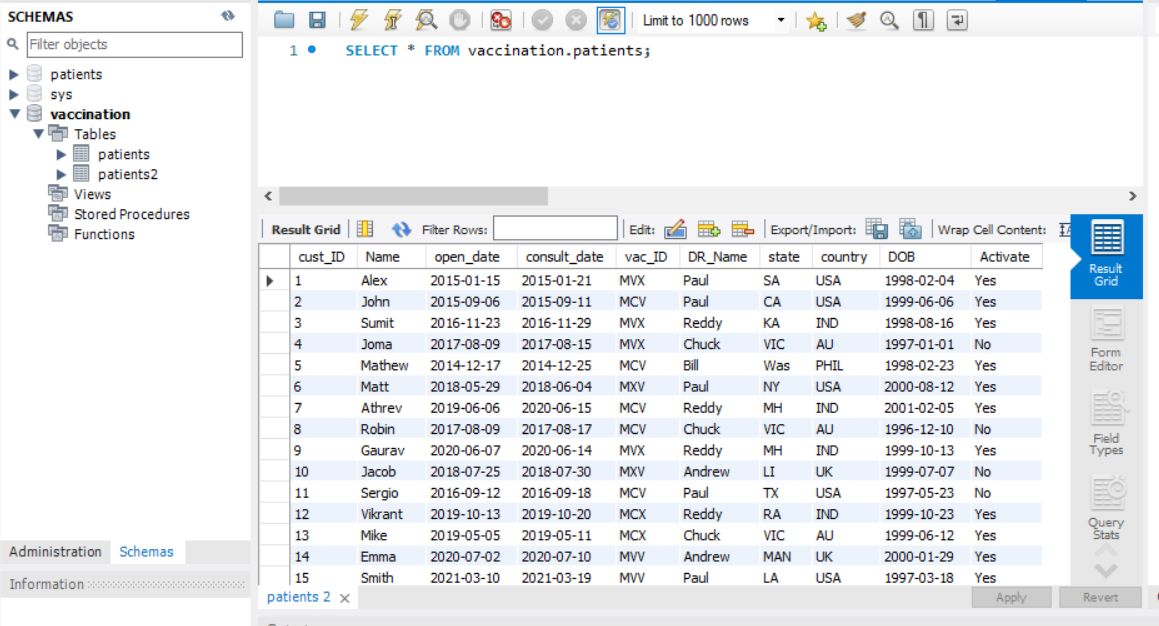 SCHEMAS
Filter objects
patients
sys
vaccination
Tables
patients
patients2
Views
Stored Procedures
Functions
Administration Schemas
Information
Limit to 1000 rows
1 SELECT * FROM vaccination.patients;
Result Grid Filter Rows: Edit: Export/Import: Wrap Cell Content:
cust_ID Name open_date consult_date vac_ID DR_Name state country DOB Activate
1 Alex 2015-01-15 2015-01-21 MVX Paul SA USA 1998-02-04 Yes
2 John 2015-09-06 2015-09-11 MCV Paul CA USA 1999-06-06 Yes
3 Sumit 2016-11-23 2016-11-29 MVX Reddy KA IND 1998-08-16 Yes
4 Joma 2017-08-09 2017-08-15 MVX Chuck VIC AU 1997-01-01 No
5 Mathew 2014-12-17 2014-12-25 MCV Bill Was PHIL 1998-02-23 Yes
6 Matt 2018-05-29 2018-06-04 MXV Paul NY USA 2000-08-12 Yes
7 Athrev 2019-06-06 2020-06-15 MCV Reddy MH IND 2001-02-05 Yes
8 Robin 2017-08-09 2017-08-17 MCV Chuck VIC AU 1996-12-10 No
9 Gaurav 2020-06-07 2020-06-14 MVX Reddy MH IND 1999-10-13 Yes
10 Jacob 2018-07-25 2018-07-30 MXV Andrew LI UK 1999-07-07 No
11 Sergio 2016-09-12 2016-09-18 MCV Paul TX USA 1997-05-23 No
12 Vikrant 2019-10-13 2019-10-20 MCX Reddy RA IND 1999-10-23 Yes
13 Mike 2019-05-05 2019-05-11 MCX Chuck VIC AU 1999-06-12 Yes
14 Emma 2020-07-02 2020-07-10 MVV Andrew MAN UK 2000-01-29 Yes
15 Smith 2021-03-10 2021-03-19 MVV Paul LA USA 1997-03-18 Yes
patients 2
Apply Revert
Result
Grid
Form
Editor
Field
Types
Query
Stats